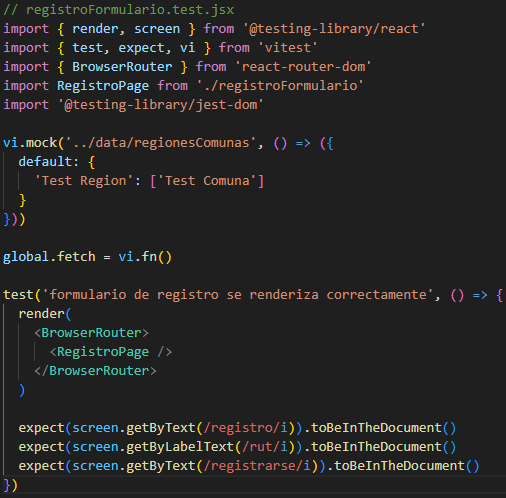 // registroFormulario.test.jsx
import { render, screen } from '@testing-library/react'
import { test, expect, vi } from 'vitest'
import { BrowserRouter } from 'react-router-dom'
import RegistroPage from './registroFormulario'
import '@testing-library/jest-dom'

vi.mock('../data/regionesComunas', () => ({
  default: {
    'Test Region': ['Test Comuna']
  }
}))

global.fetch = vi.fn()

test('formulario de registro se renderiza correctamente', () => {
  render(
    <BrowserRouter>
      <RegistroPage />
    </BrowserRouter>
  )

  expect(screen.getByText(/registro/i)).toBeInTheDocument()
  expect(screen.getByLabelText(/rut/i)).toBeInTheDocument()
  expect(screen.getByText(/registrarse/i)).toBeInTheDocument()
})